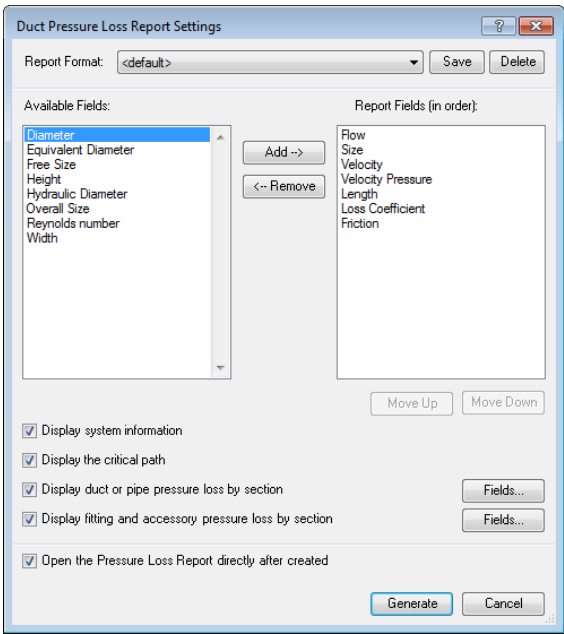 Duct Pressure Loss Report Settings
Report Format: <default> Save Delete
Available Fields:
Diameter
Equivalent Diameter
Free Size
Height
Hydraulic Diameter
Overall Size
Reynolds number
Width
Add -->
<-- Remove
Report Fields (in order):
Flow
Size
Velocity
Velocity Pressure
Length
Loss Coefficient
Friction
Move Up Move Down
Display system information
Display the critical path
Display duct or pipe pressure loss by section Fields...
Display fitting and accessory pressure loss by section Fields...
Open the Pressure Loss Report directly after created
Generate Cancel